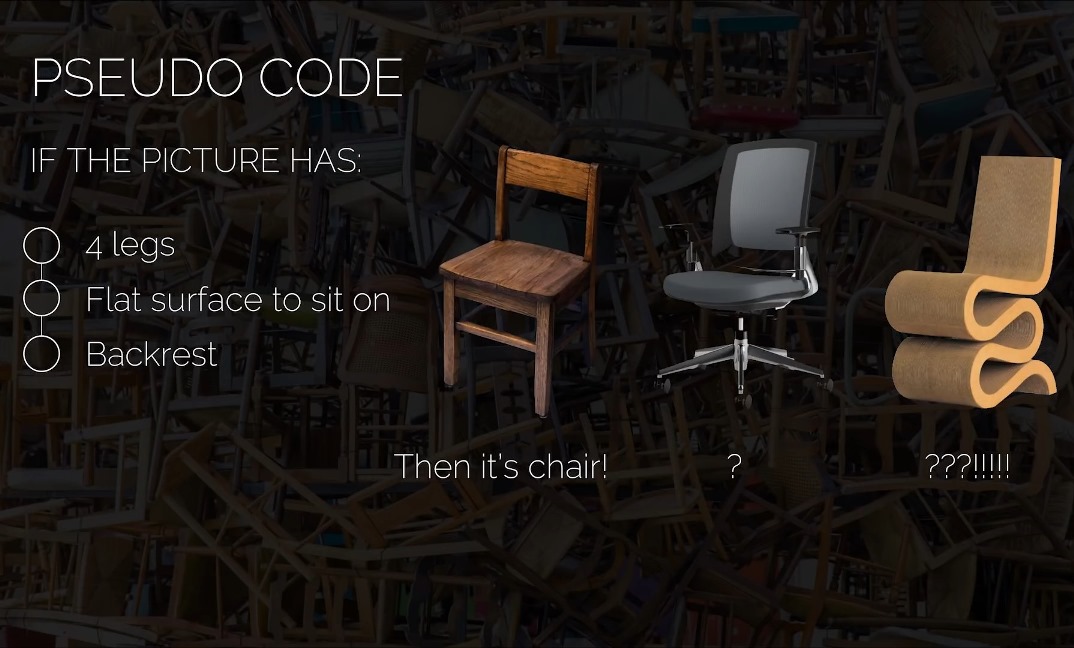 PSEUDO CODE
IF THE PICTURE HAS:
4 legs
Flat surface to sit on
Backrest
Then it's chair!
?
???!!!!!